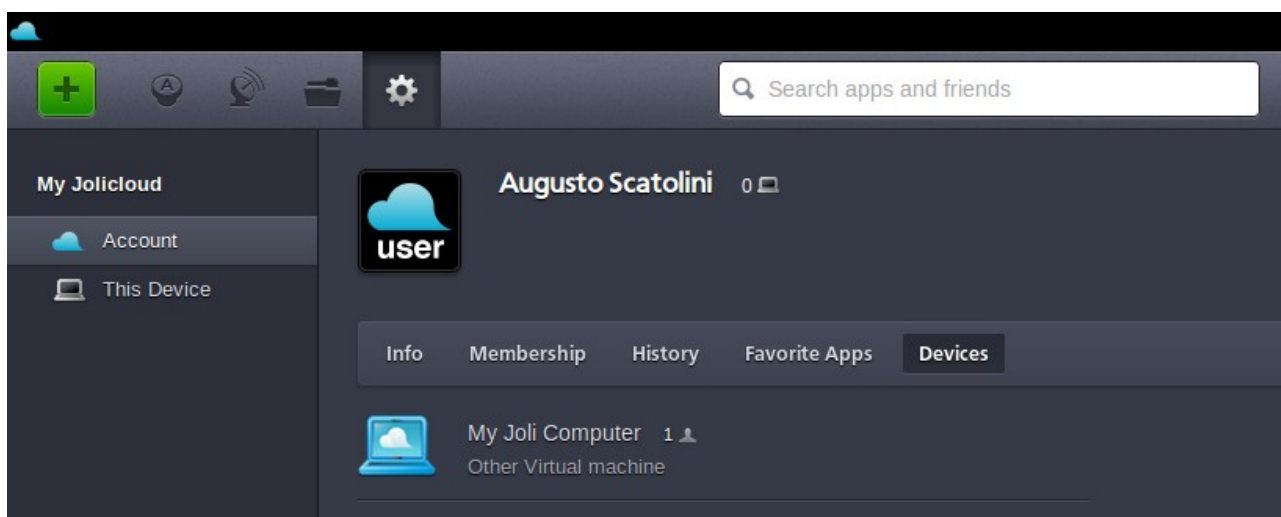 Search apps and friends
My Jolicloud
Account
This Device
user
Augusto Scatolini 0
Info Membership History Favorite Apps Devices
My Joli Computer 1
Other Virtual machine